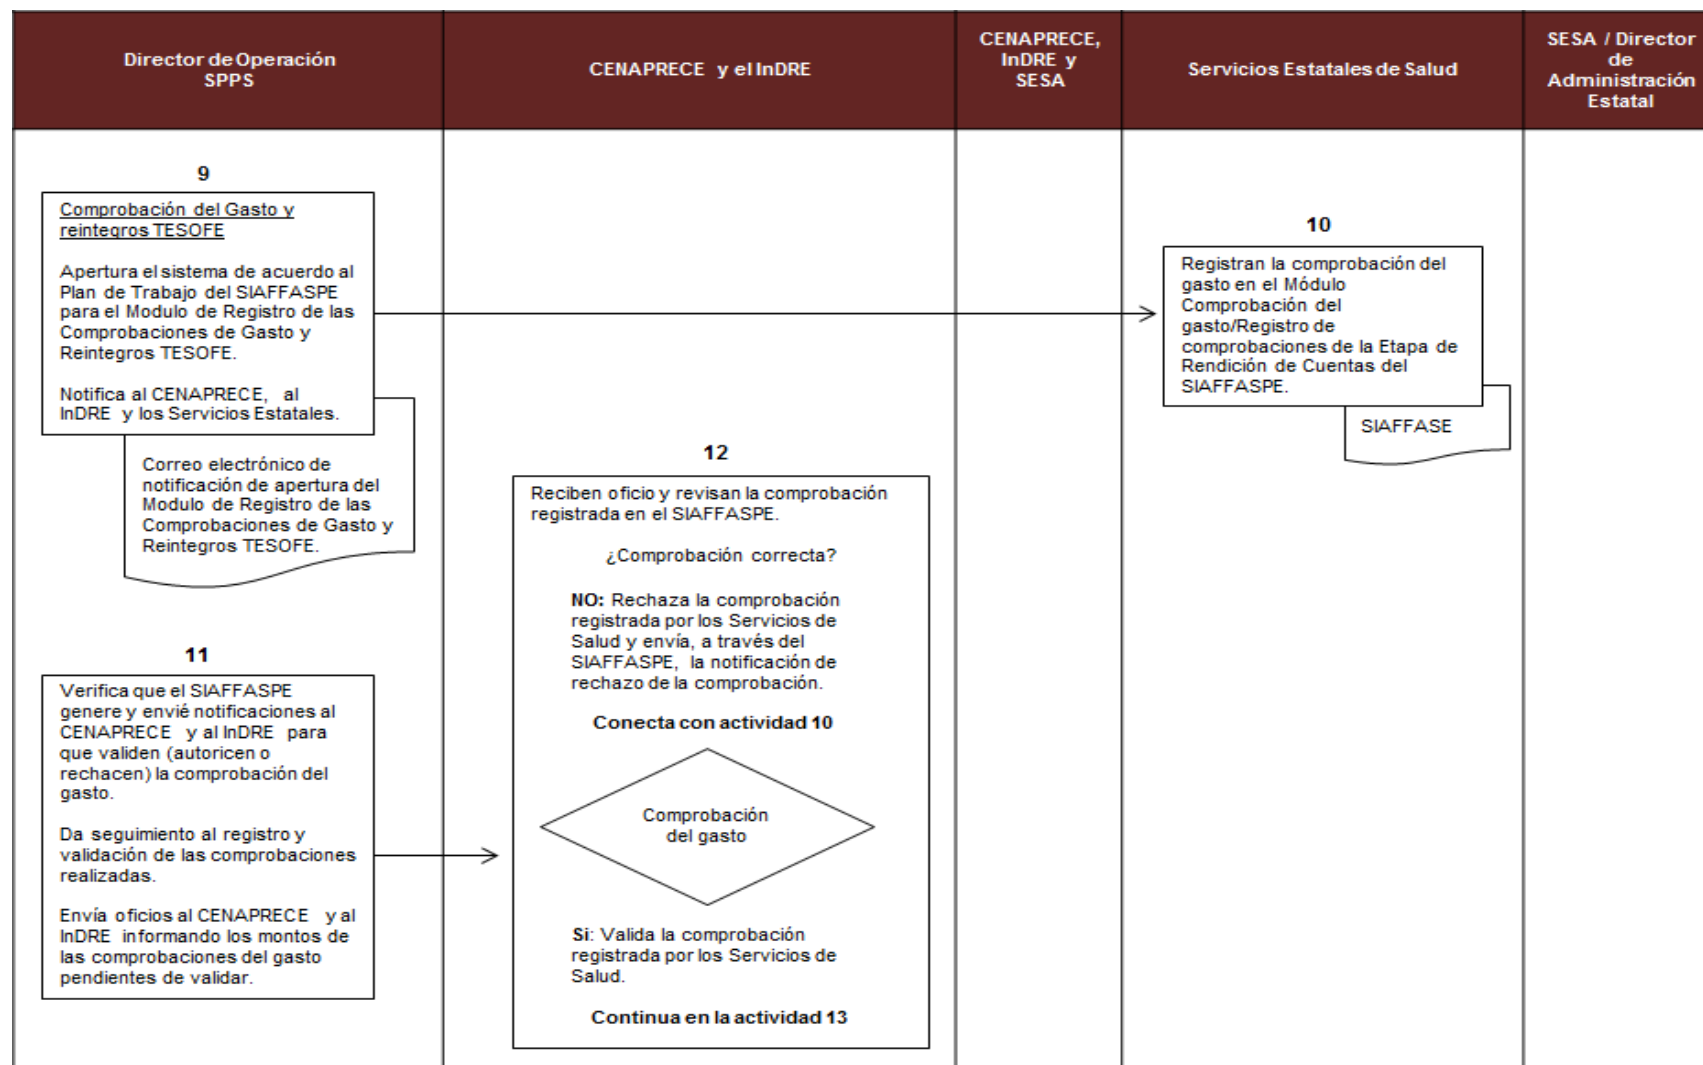 Director de Operación
SPPS
CENAPRECE y el InDRE
CENAPRECE,
InDRE y
SESA
Servicios Estatales de Salud
SESA / Director
de
Administración
Estatal
9
Comprobación del Gasto y
reintegros TESOFE
Apertura el sistema de acuerdo al
Plan de Trabajo del SIAFFASPE
para el Modulo de Registro de las
Comprobaciones de Gasto y
Reintegros TESOFE.
Notifica al CENAPRECE, al
InDRE y los Servicios Estatales.
Correo electrónico de
notificación de apertura del
Modulo de Registro de las
Comprobaciones de Gasto y
Reintegros TESOFE.
10
Registran la comprobación del
gasto en el Módulo
Comprobación del
gasto/Registro de
comprobaciones de la Etapa de
Rendición de Cuentas del
SIAFFASPE.
SIAFFASE
11
Verifica que el SIAFFASPE
genere y envié notificaciones al
CENAPRECE y al InDRE para
que validen (autoricen o
rechacen) la comprobación del
gasto.
Da seguimiento al registro y
validación de las comprobaciones
realizadas.
Envía oficios al CENAPRECE y al
InDRE informando los montos de
las comprobaciones del gasto
pendientes de validar.
12
Reciben oficio y revisan la comprobación
registrada en el SIAFFASPE.
¿Comprobación correcta?
NO: Rechaza la comprobación
registrada por los Servicios de
Salud y envía, a través del
SIAFFASPE, la notificación de
rechazo de la comprobación.
Conecta con actividad 10
Comprobación
del gasto
Si: Valida la comprobación
registrada por los Servicios de
Salud.
Continua en la actividad 13